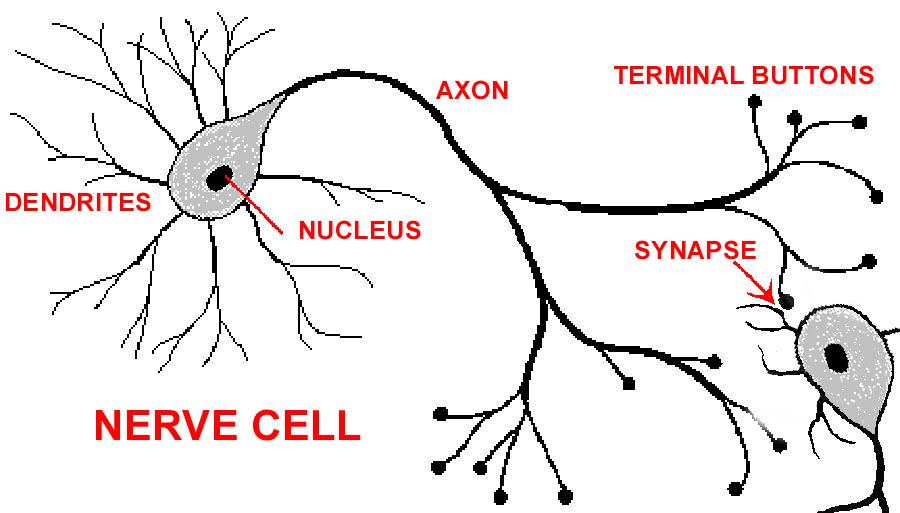 TERMINAL BUTTONS
AXON
DENDRITES
NUCLEUS
SYNAPSE
NERVE CELL